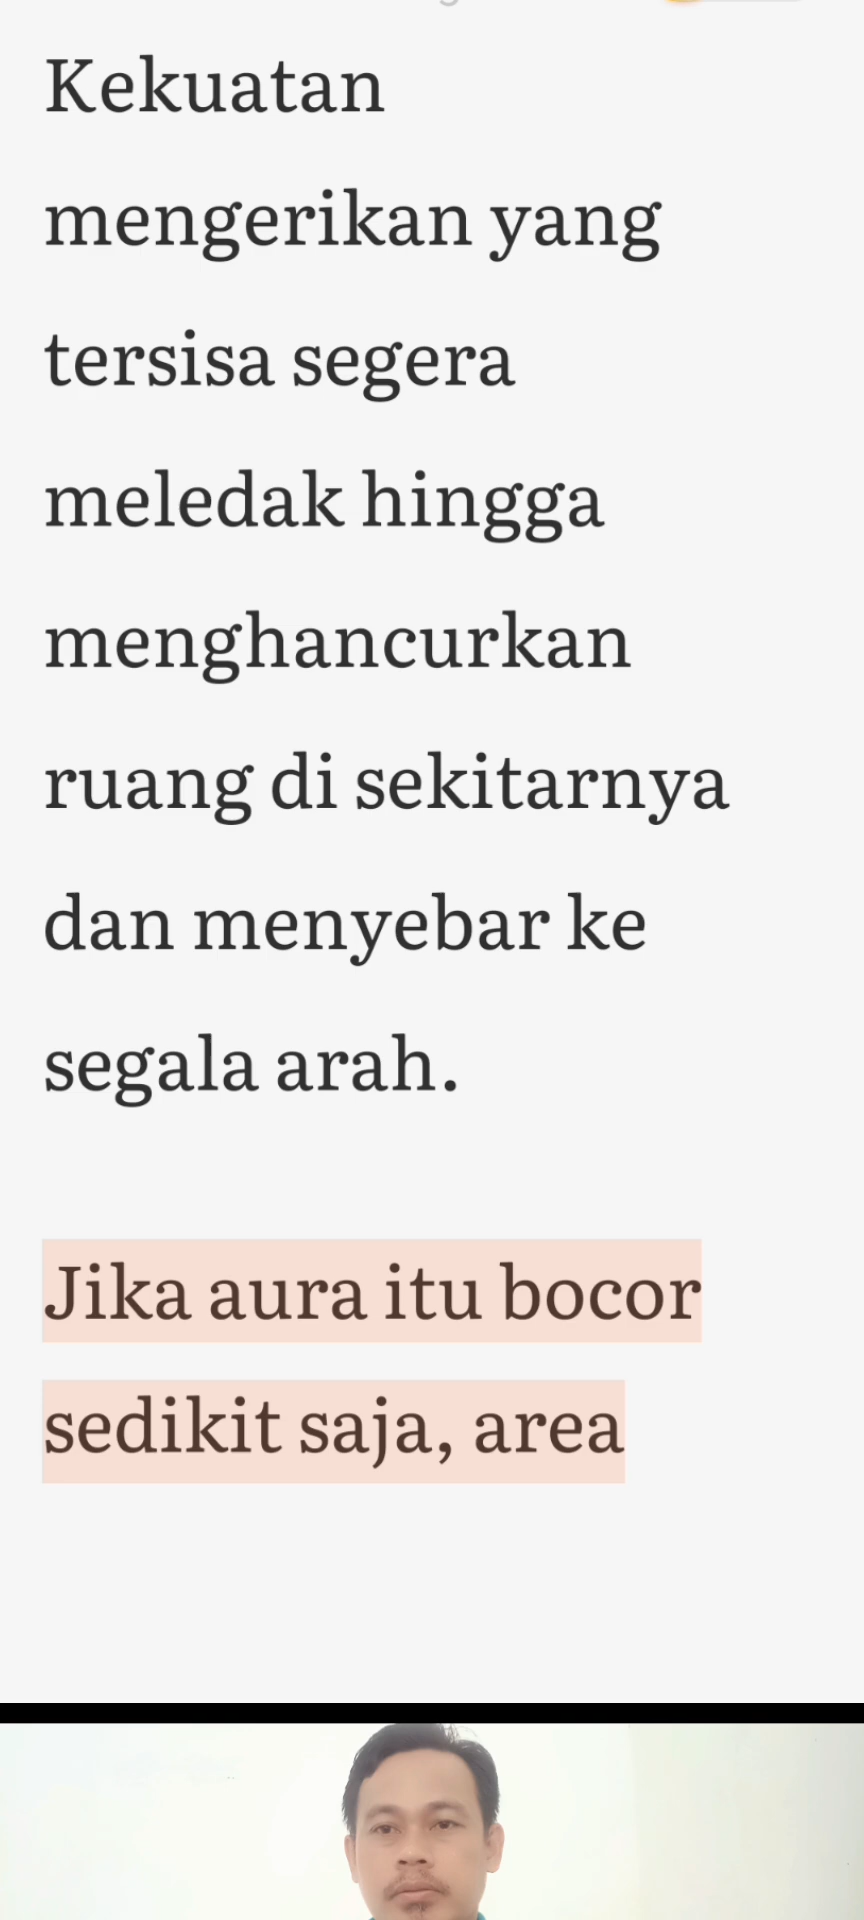 Kekuatan
mengerikan yang
tersisa segera
meledak hingga
menghancurkan
ruang di sekitarnya
dan menyebar ke
segala arah.
Jika aura itu bocor
sedikit saja, area